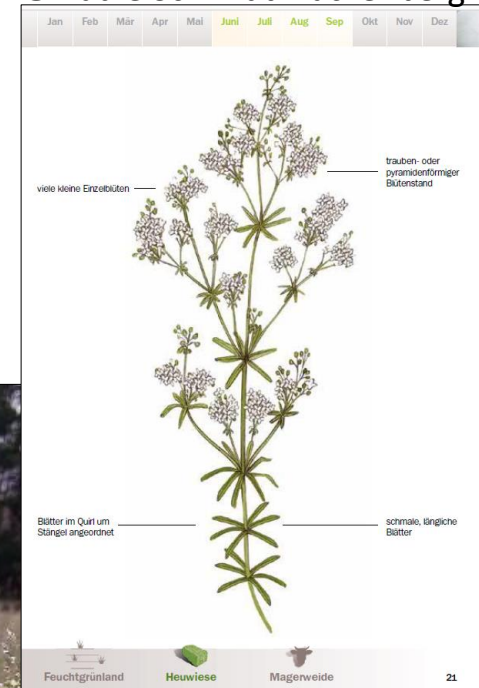 Jan Feb Mär Apr Mai Juni Juli Aug Sep Okt Nov Dez
trauben- oder
pyramidenförmiger
Blütenstand
viele kleine Einzelblüten
Blätter im Quirl um
Stängel angeordnet
schmale, längliche
Blätter
Feuchtgrünland Heuwiese Magerweide 21